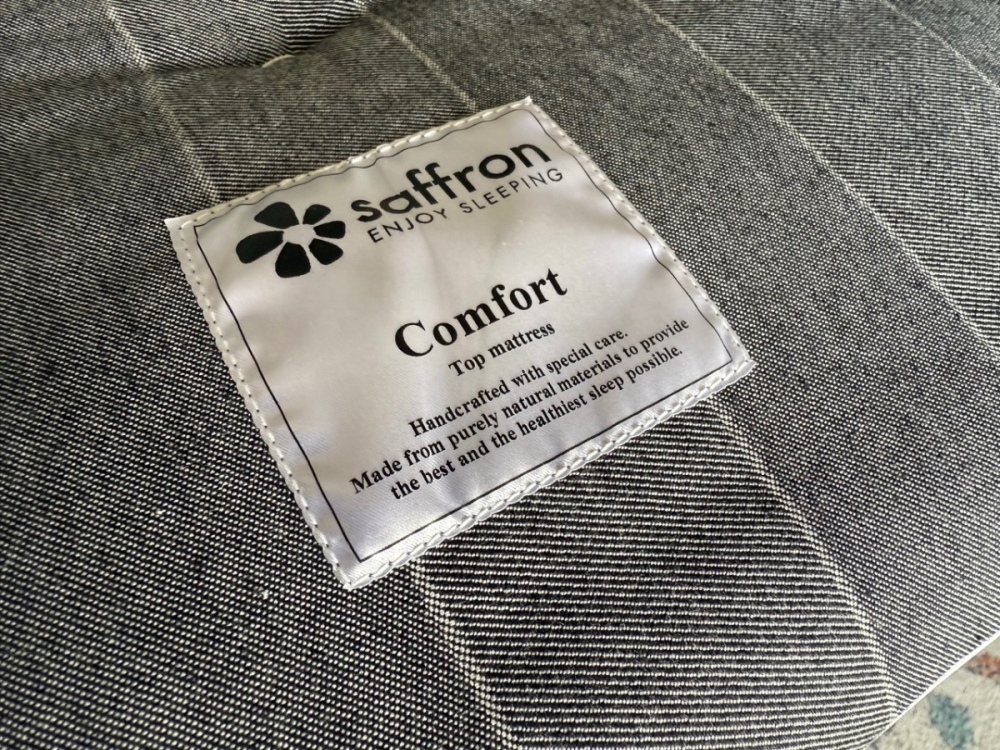 saffron
ENJOY SLEEPING
Comfort
Top mattress
Handcrafted with special care.
Made from purely natural materials to provide
the best and the healthiest sleep possible.